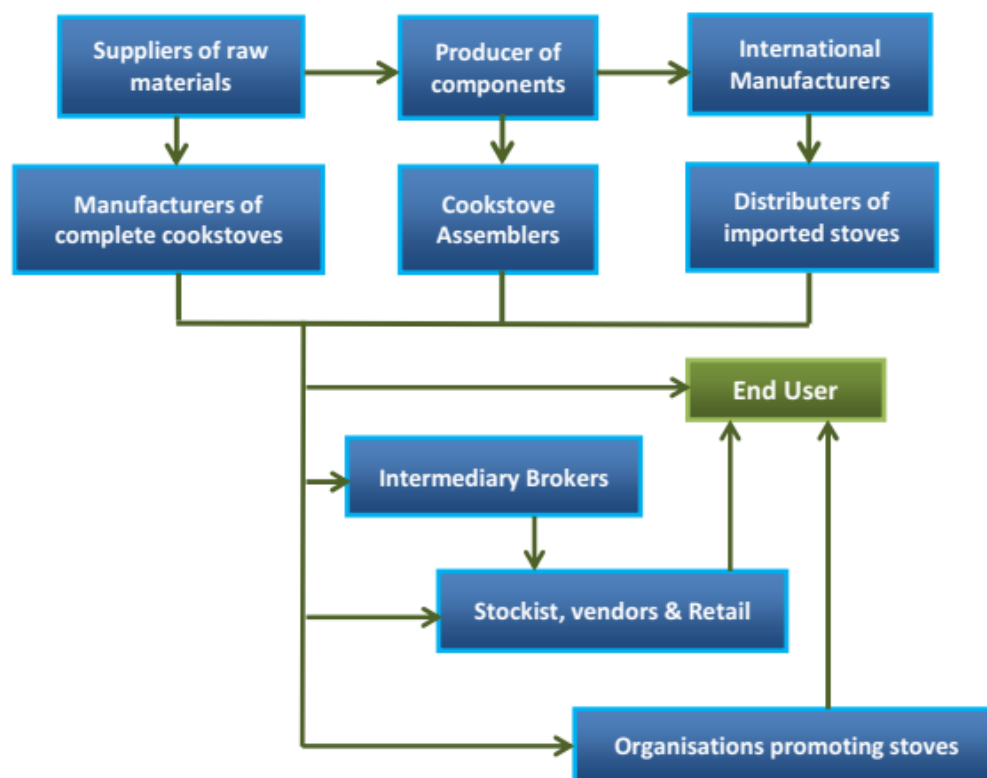 Suppliers of raw
materials
Producer of
components
International
Manufacturers
Manufacturers of
complete cookstoves
Cookstove
Assemblers
Distributers of
imported stoves
End User
Intermediary Brokers
Stockist, vendors & Retail
Organisations promoting stoves